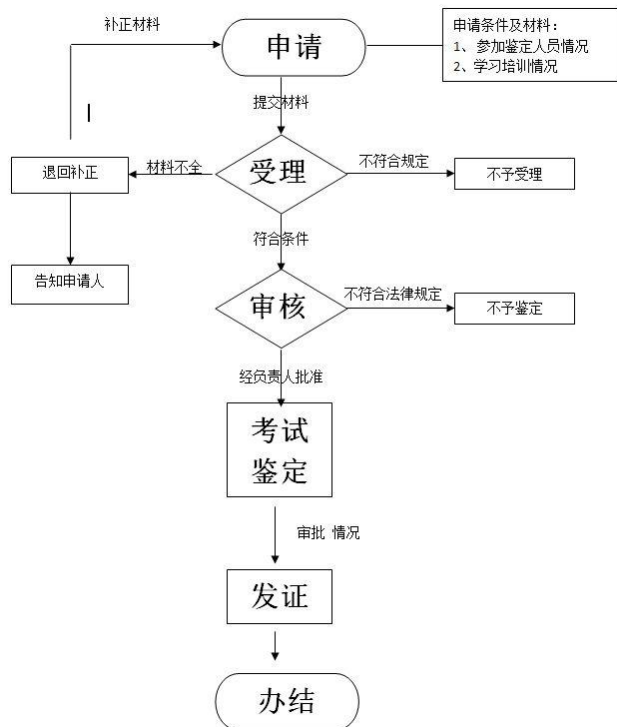 补正材料
申请
申请条件及材料：
1、 参加鉴定人员情况
2、 学习培训情况
提交材料
退回补正
材料不全
受理
不符合规定
不予受理
符合条件
告知申请人
审核
不符合法律规定
不予鉴定
经负责人批准
考试
鉴定
审批 情况
发证
办结